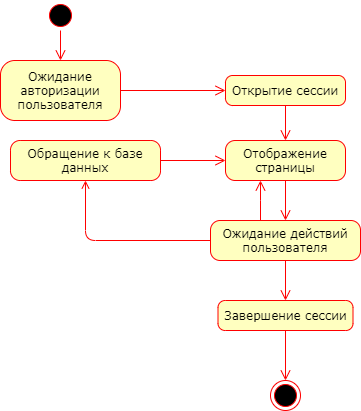 Ожидание
авторизации
пользователя
Открытие сессии
Обращение к базе
данных
Отображение
страницы
Ожидание действий
пользователя
Завершение сессии